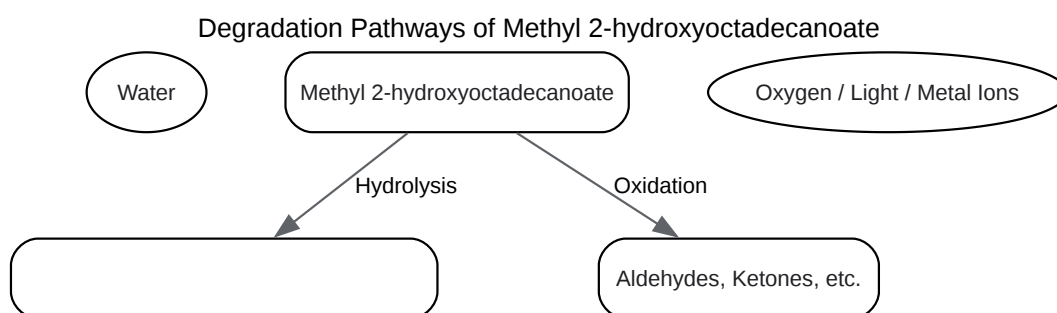 Degradation Pathways of Methyl 2-hydroxyoctadecanoate
Water
Methyl 2-hydroxyoctadecanoate
Oxygen / Light / Metal Ions
Hydrolysis
Oxidation
Aldehydes, Ketones, etc.